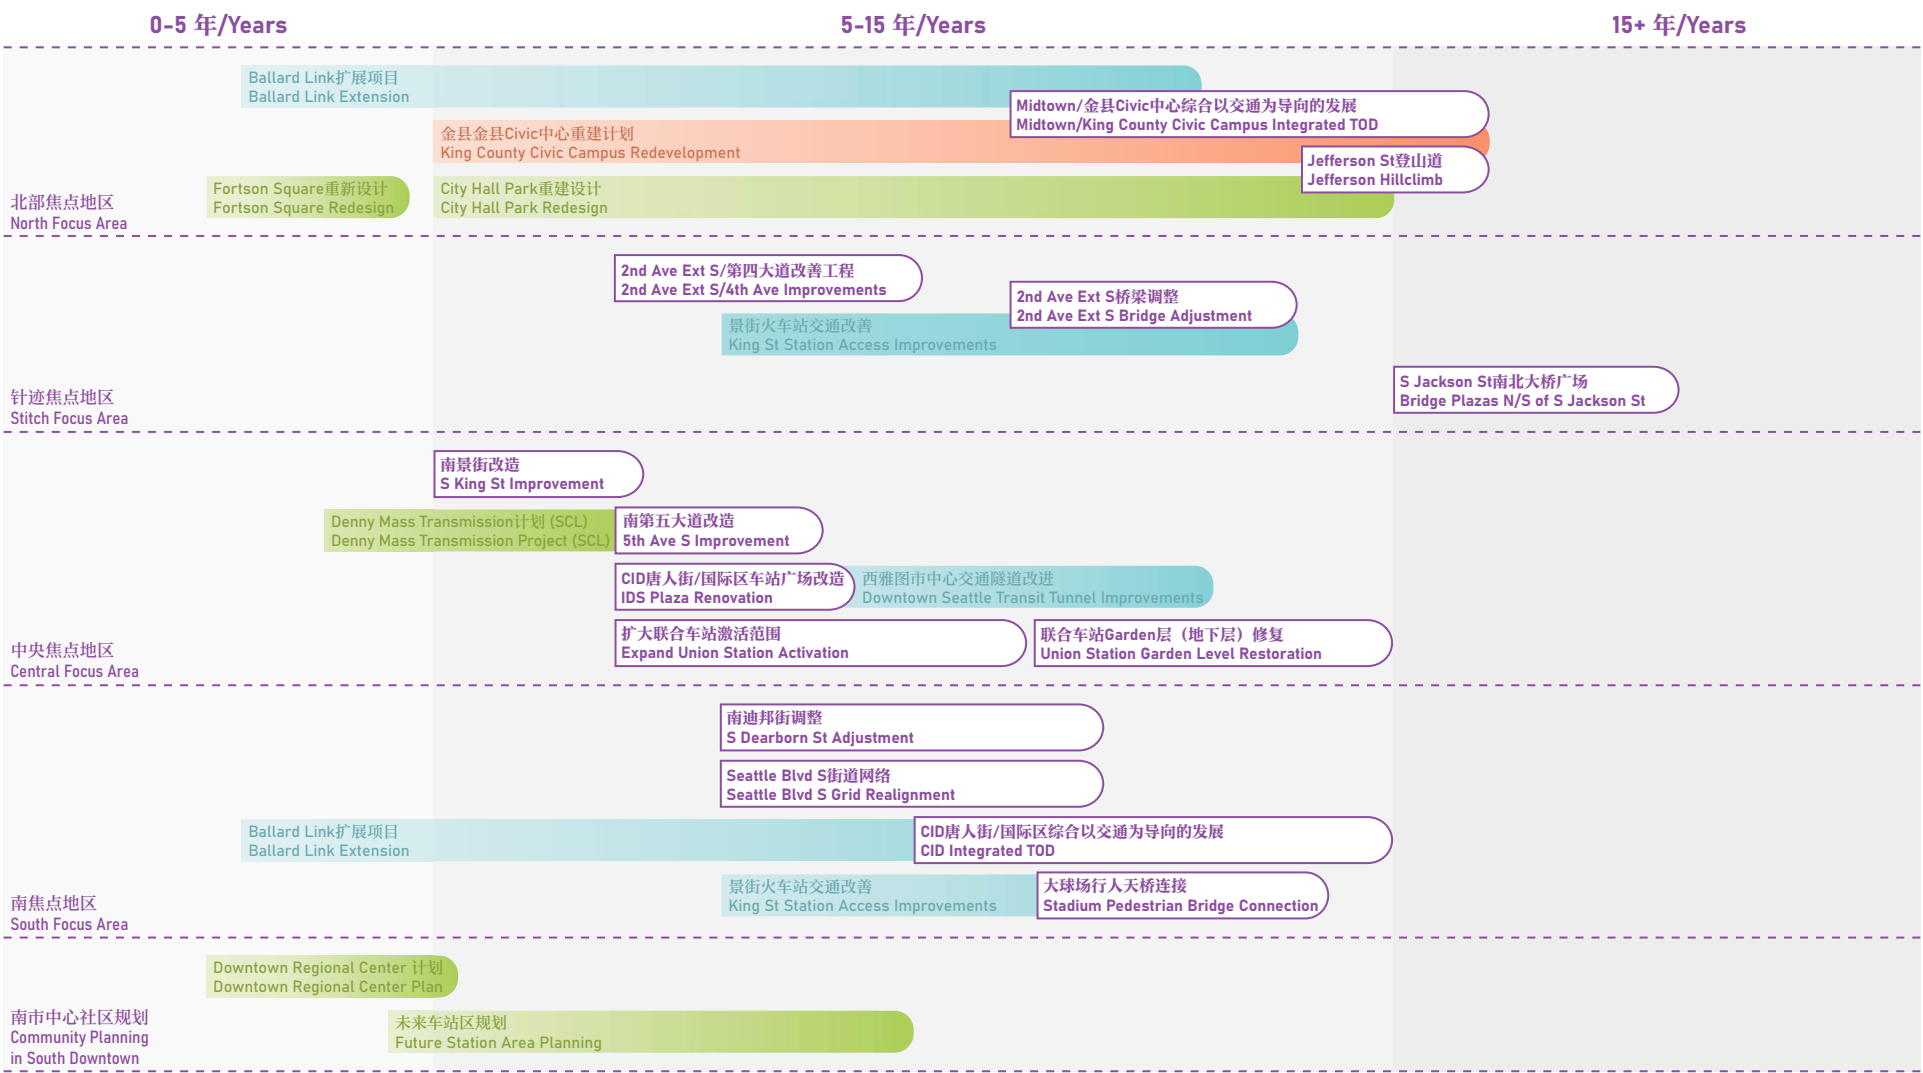 0-5 年/Years
5-15 年/Years
15+ 年/Years
Ballard Link扩展项目
Ballard Link Extension
Midtown/金县Civic中心综合以交通为导向的发展
Midtown/King County Civic Campus Integrated TOD
金县金县Civic中心重建计划
King County Civic Campus Redevelopment
Jefferson St登山道
Jefferson Hillclimb
Fortson Square重新设计
Fortson Square Redesign
City Hall Park重建设计
City Hall Park Redesign
北部焦点地区
North Focus Area
2nd Ave Ext S/第四大道改善工程
2nd Ave Ext S/4th Ave Improvements
2nd Ave Ext S桥梁调整
2nd Ave Ext S Bridge Adjustment
景街火车站交通改善
King St Station Access Improvements
S Jackson St南北大桥广场
Bridge Plazas N/S of S Jackson St
针迹焦点地区
Stitch Focus Area
南景街改造
S King St Improvement
Denny Mass Transmission计划 (SCL)
Denny Mass Transmission Project (SCL)
南第五大道改造
5th Ave S Improvement
CID唐人街/国际区车站广场改造
IDS Plaza Renovation
西雅图市中心交通隧道改进
Downtown Seattle Transit Tunnel Improvements
扩大联合车站激活范围
Expand Union Station Activation
联合车站Garden层（地下层）修复
Union Station Garden Level Restoration
中央焦点地区
Central Focus Area
南迪邦街调整
S Dearborn St Adjustment
Seattle Blvd S街道网络
Seattle Blvd S Grid Realignment
Ballard Link扩展项目
Ballard Link Extension
CID唐人街/国际区综合以交通为导向的发展
CID Integrated TOD
景街火车站交通改善
King St Station Access Improvements
大球场行人天桥连接
Stadium Pedestrian Bridge Connection
南焦点地区
South Focus Area
Downtown Regional Center 计划
Downtown Regional Center Plan
未来车站区规划
Future Station Area Planning
南市中心社区规划
Community Planning
in South Downtown